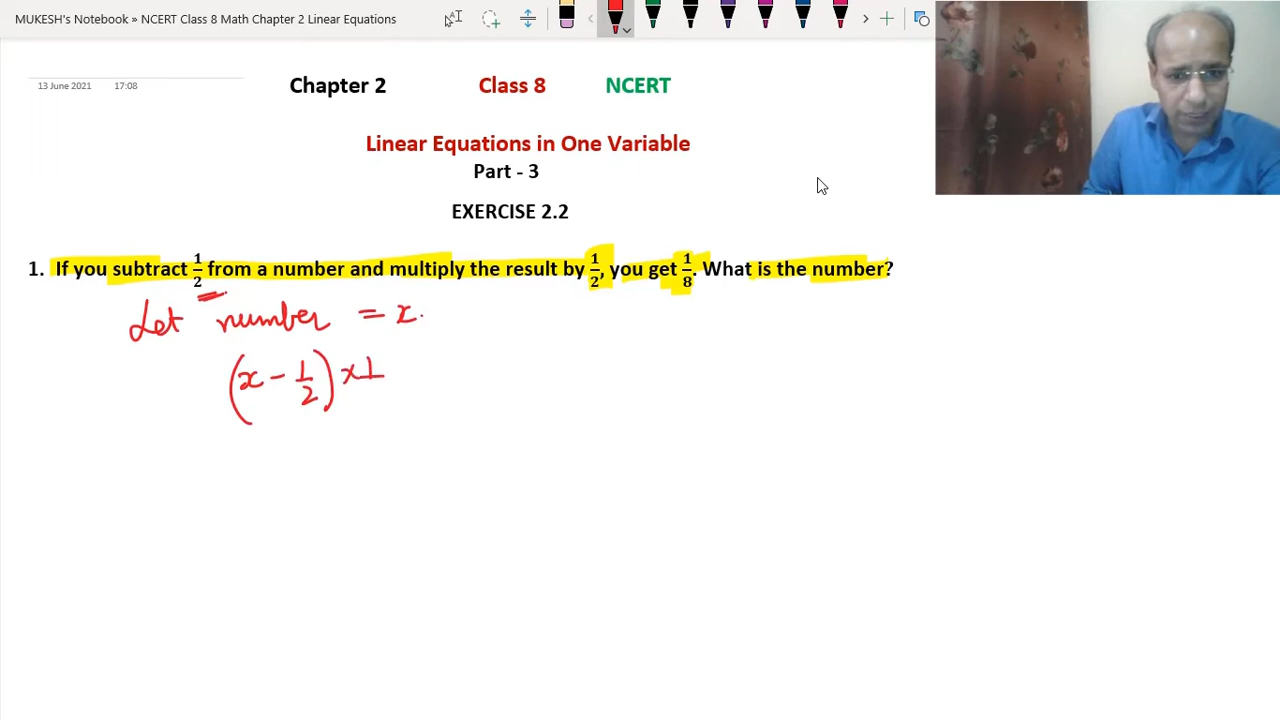 MUKESH's Notebook » NCERT Class 8 Math Chapter 2 Linear Equations
13 June 2021 17:08
Chapter 2 Class 8 NCERT
Linear Equations in One Variable
Part - 3
EXERCISE 2.2
1. If you subtract 1/2 from a number and multiply the result by 1/2, you get 1/8. What is the number?
Let number = x.
(x - 1/2) × 1